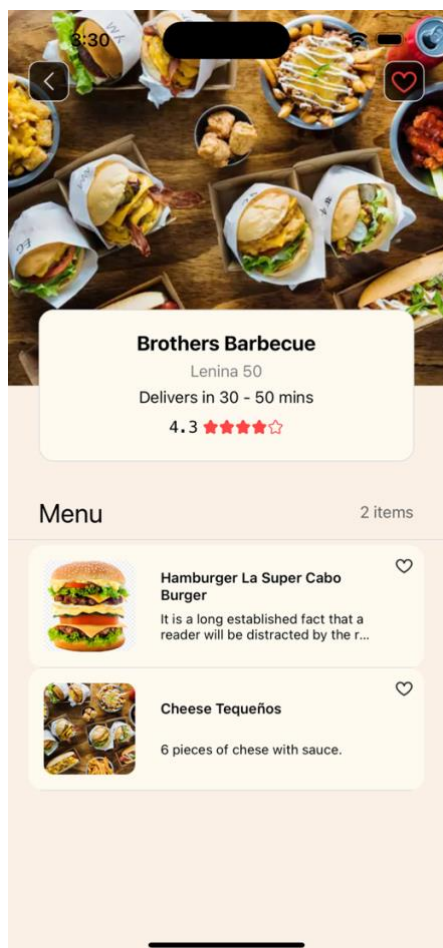 3:30
Brothers Barbecue
Lenina 50
Delivers in 30 - 50 mins
4.3
Menu
2 items
Hamburger La Super Cabo
Burger
It is a long established fact that a
reader will be distracted by the r...
Cheese Tequeños
6 pieces of chese with sauce.